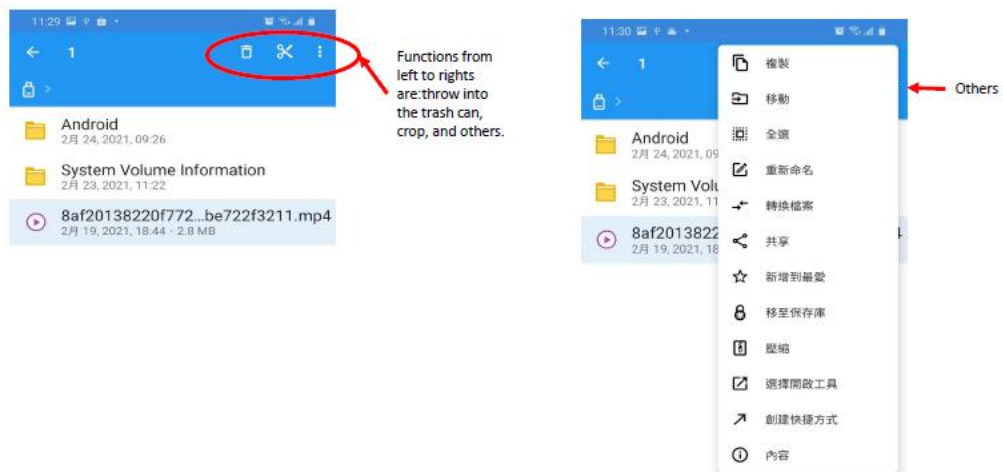 11:29
1
Android
2月 24, 2021, 09:26
System Volume Information
2月 23, 2021, 11:22
8af20138220f772...be722f3211.mp4
2月 19, 2021, 18:44 · 2.8 MB
Functions from
left to rights
are:throw into
the trash can,
crop, and others.
11:30
1
Android
2月 24, 2021, 09
System Volu
2月 23, 2021, 11
8af2013822
2月 19, 2021, 18
4
複製
移動
全選
重新命名
轉換檔案
共享
新增到最愛
移至保存庫
壓縮
選擇開啟工具
創建快捷方式
內容
Others